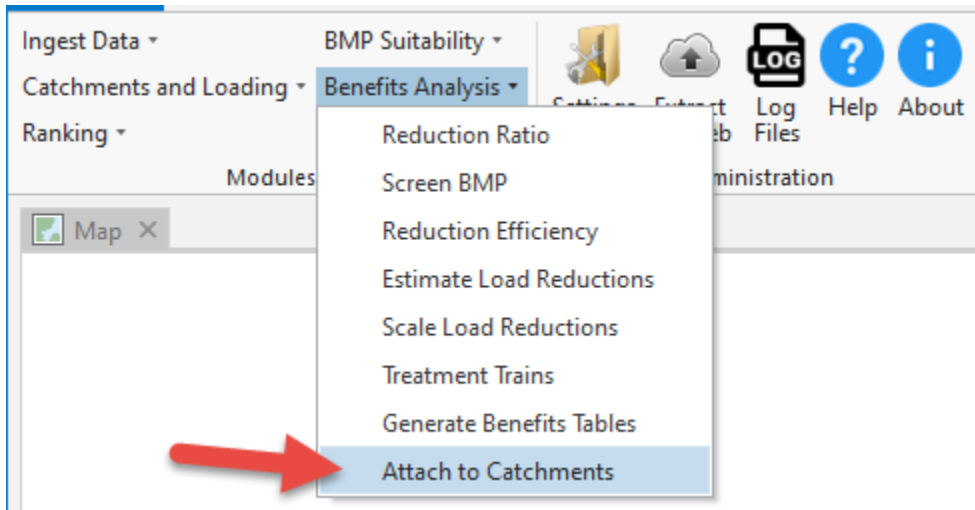 Ingest Data
BMP Suitability
Catchments and Loading
Benefits Analysis
Ranking
LOG
Log
Files
?
Help
i
About
Modules
Map
Reduction Ratio
Screen BMP
Reduction Efficiency
Estimate Load Reductions
Scale Load Reductions
Treatment Trains
Generate Benefits Tables
Attach to Catchments